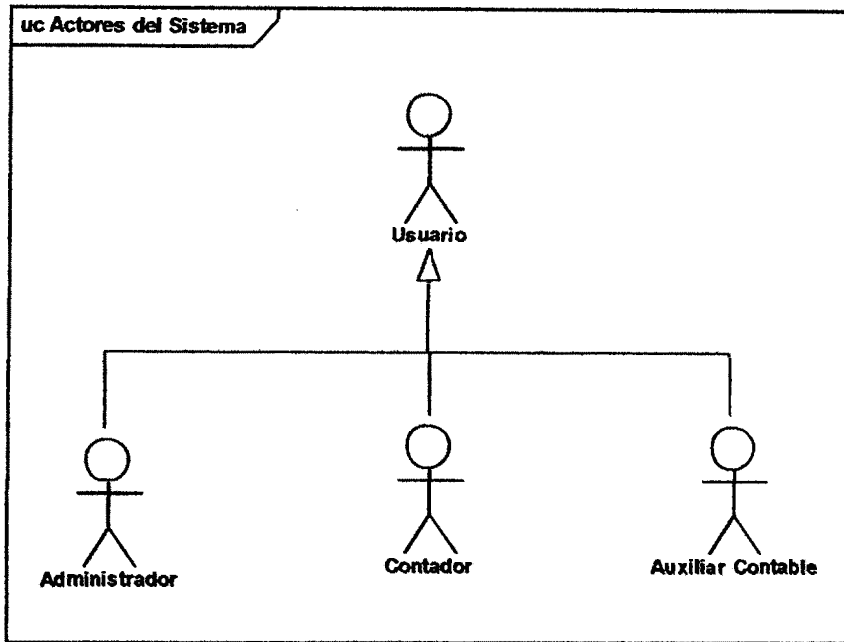 uc Actores del Sistema
Usuario
Administrador
Contador
Auxiliar Contable